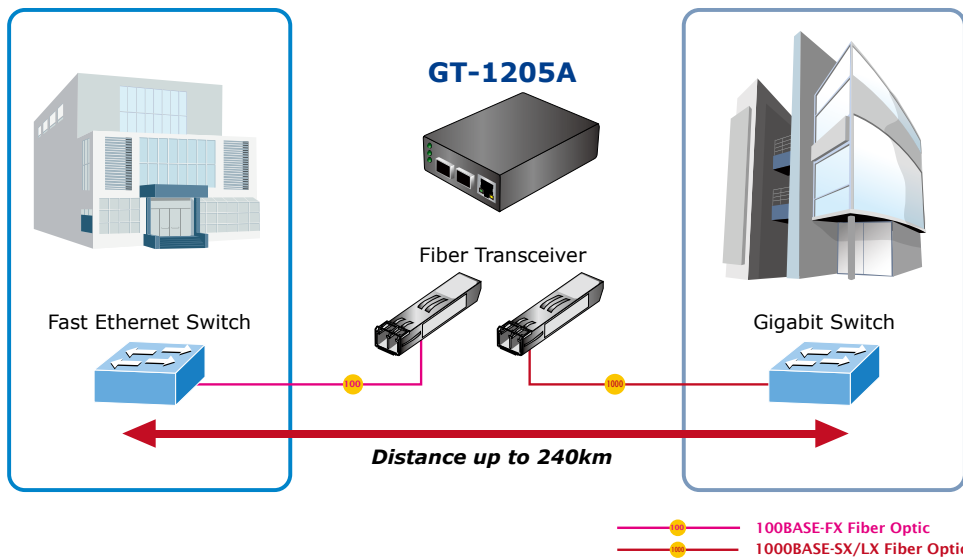 GT-1205A
Fiber Transceiver
Fast Ethernet Switch
Gigabit Switch
100
1000
Distance up to 240km
100 100BASE-FX Fiber Optic
1000 1000BASE-SX/LX Fiber Optic